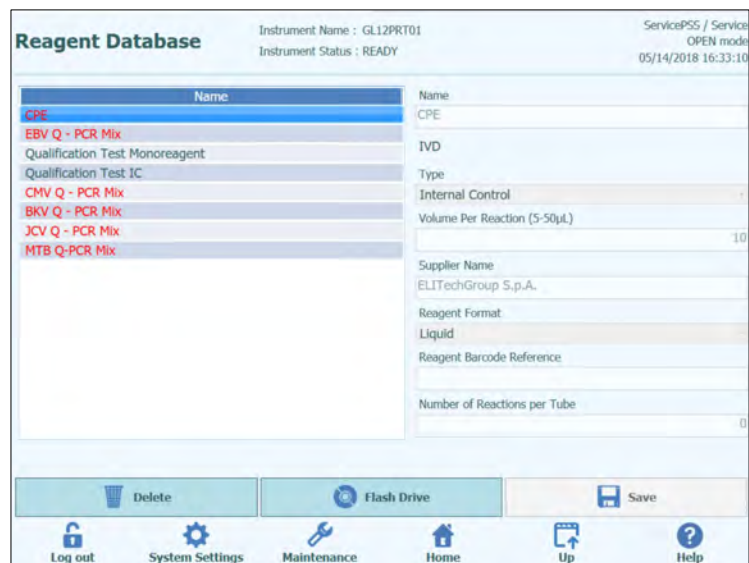 Reagent Database
Instrument Name : GL12PRT01
Instrument Status : READY
ServicePSS / Service
OPEN mode
05/14/2018 16:33:10
Name
CPE
EBV Q - PCR Mix
Qualification Test Monoreagent
Qualification Test IC
CMV Q - PCR Mix
BKV Q - PCR Mix
JCV Q - PCR Mix
MTB Q-PCR Mix
Name
CPE
IVD
Type
Internal Control
Volume Per Reaction (5-50µL)
10
Supplier Name
ELITechGroup S.p.A.
Reagent Format
Liquid
Reagent Barcode Reference
Number of Reactions per Tube
0
Delete
Flash Drive
Save
Log out
System Settings
Maintenance
Home
Up
Help